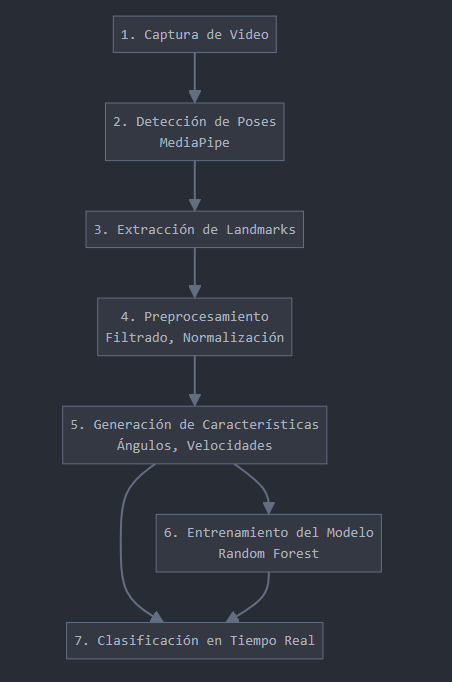 1. Captura de Video
2. Detección de Poses
MediaPipe
3. Extracción de Landmarks
4. Preprocesamiento
Filtrado, Normalización
5. Generación de Características
Ángulos, Velocidades
6. Entrenamiento del Modelo
Random Forest
7. Clasificación en Tiempo Real